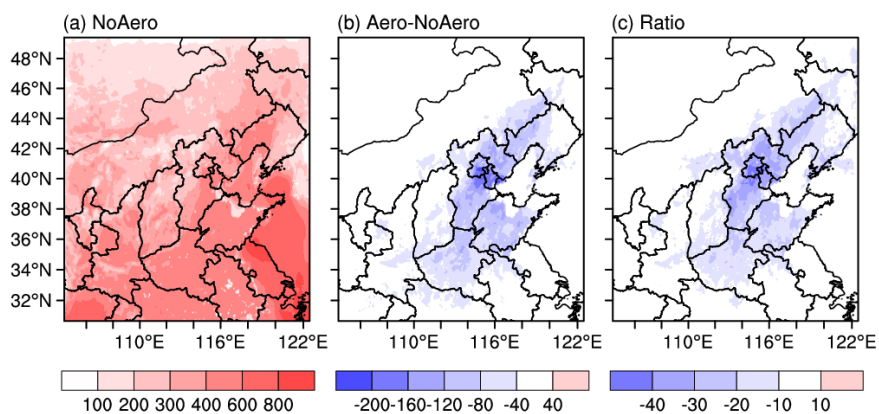 (a) NoAero
(b) Aero-NoAero
(c) Ratio
48°N
46°N
44°N
42°N
40°N
38°N
36°N
34°N
32°N
110°E 116°E 122°E
110°E 116°E 122°E
110°E 116°E 122°E
100 200 300 400 600 800
-200 -160 -120 -80 -40 40
-40 -30 -20 -10 10